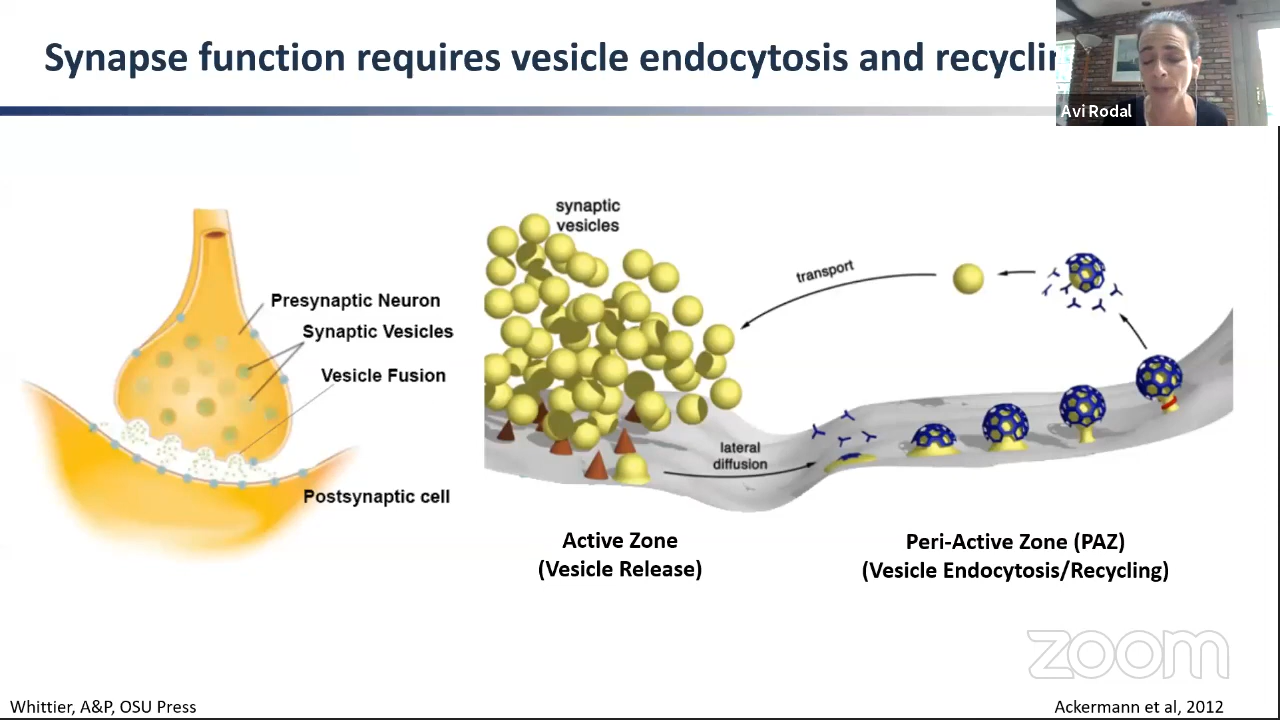 Synapse function requires vesicle endocytosis and recyclin
Avi Rodal
synaptic
vesicles
transport
Presynaptic Neuron
Synaptic Vesicles
Vesicle Fusion
Postsynaptic cell
lateral
diffusion
Active Zone
(Vesicle Release)
Peri-Active Zone (PAZ)
(Vesicle Endocytosis/Recycling)
zoom
Whittier, A&P, OSU Press
Ackermann et al, 2012